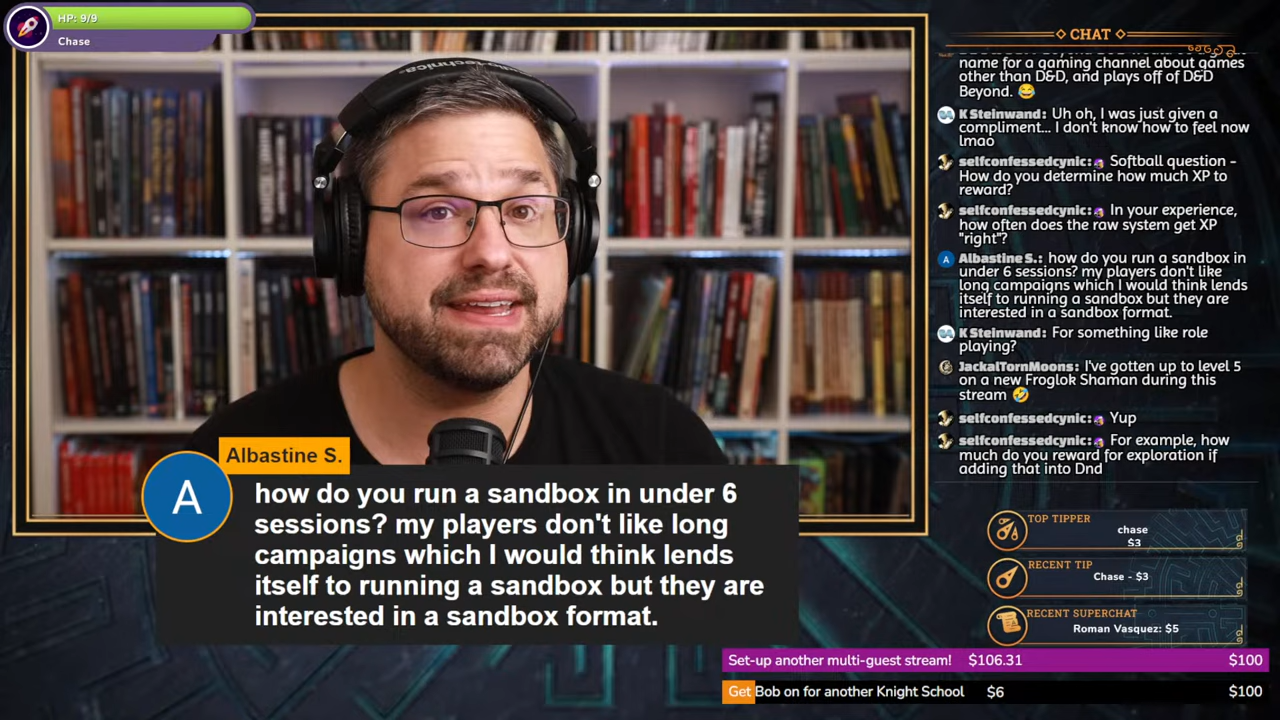 HP: 9/9
Chase
Albastine S.
A
how do you run a sandbox in under 6
sessions? my players don't like long
campaigns which I would think lends
itself to running a sandbox but they are
interested in a sandbox format.
CHAT
name for a gaming channel about games
other than D&D, and plays off of D&D
Beyond. 😂
K Steinwand: Uh oh, I was just given a
compliment... I don't know how to feel now
lmao
selfconfessedcynic: Softball question -
How do you determine how much XP to
reward?
selfconfessedcynic: In your experience,
how often does the raw system get XP
"right"?
A Albastine S.: how do you run a sandbox in
under 6 sessions? my players don't like
long campaigns which I would think lends
itself to running a sandbox but they are
interested in a sandbox format.
K Steinwand: For something like role
playing?
JackalTornMoons: I've gotten up to level 5
on a new Froglok Shaman during this
stream 🤣
selfconfessedcynic: Yup
selfconfessedcynic: For example, how
much do you reward for exploration if
adding that into Dnd
TOP TIPPER
chase
$3
RECENT TIP
Chase - $3
RECENT SUPERCHAT
Roman Vasquez: $5
Set-up another multi-guest stream! $106.31 $100
Get Bob on for another Knight School $6 $100